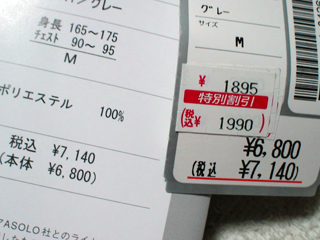 グレー
身長 165～175
チェスト 90～ 95
M
ポリエステル 100%
税込 ¥7,140
(本体 ¥6,800)
ASOLO社とのライ
グレー
サイズ
M
¥ 1895
特別割引
(税込¥ 1990)
¥6,800
(税込 ¥7,140)